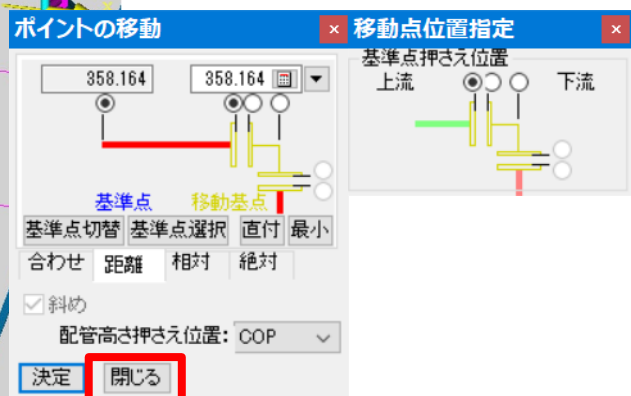 ポイントの移動
358.164 358.164
基準点 移動基点
基準点切替 基準点選択 直付 最小
合わせ 距離 相対 絶対
斜め
配管高さ押さえ位置: COP
決定 閉じる
移動点位置指定
基準点押さえ位置
上流 下流